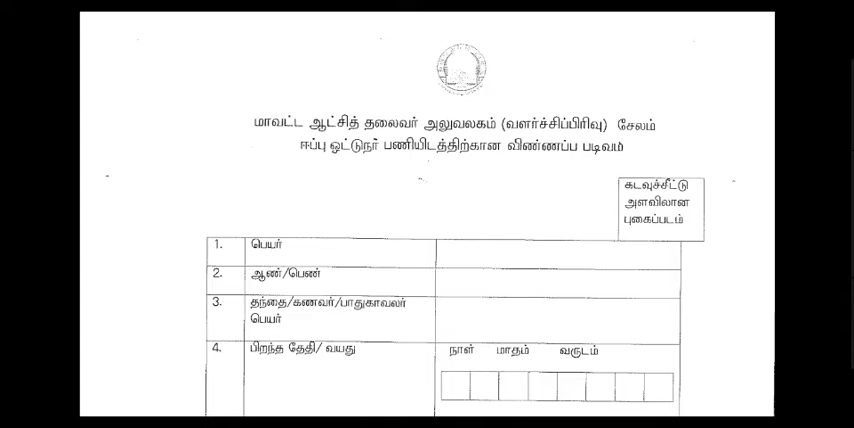 மாவட்ட ஆட்சித் தலைவர் அலுவலகம் (வளர்ச்சிப்பிரிவு) சேலம்
ஈப்பு ஒட்டுநர் பணியிடத்திற்கான விண்ணப்ப படிவம்
கடவுச்சீட்டு
அளவிலான
புகைப்படம்
1. பெயர்
2. ஆண்/பெண்
3. தந்தை/கணவர்/பாதுகாவலர்
பெயர்
4. பிறந்த தேதி/ வயது நாள் மாதம் வருடம்